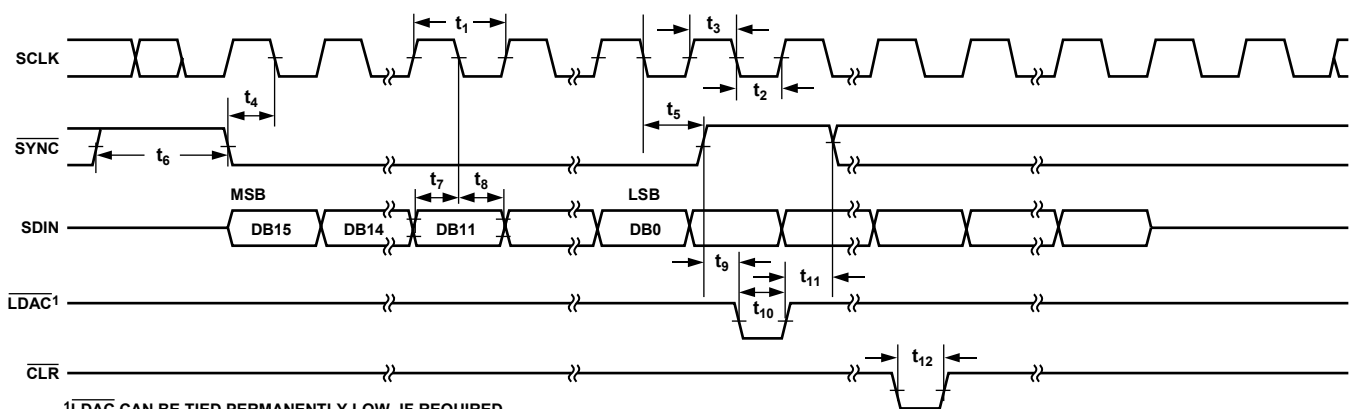 t1 t3
SCLK
t4 t2
t5
SYNC t6
t7 t8
MSB LSB
SDIN DB15 DB14 DB11 DB0
t9 t11
LDAC1 t10
CLR t12
1LDAC CAN BE TIED PERMANENTLY LOW, IF REQUIRED